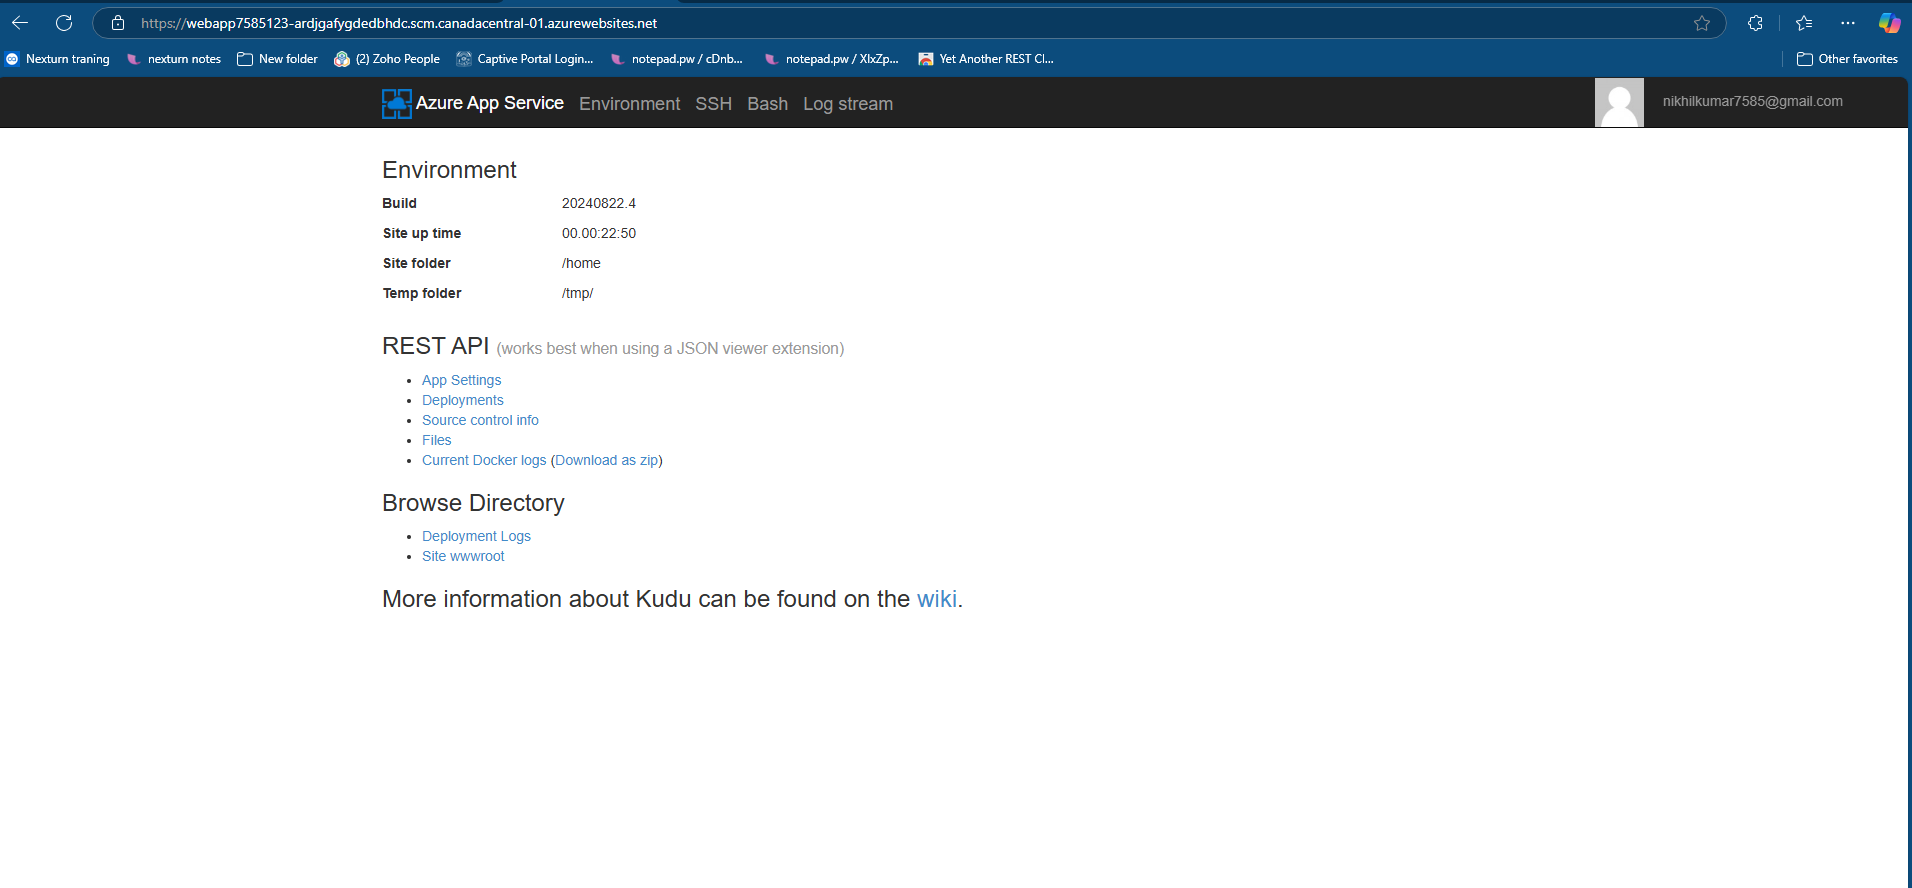 https://webapp7585123-ardjgafygdedbhdc.scm.canadacentral-01.azurewebsites.net
Nexturn traning nexturn notes New folder (2) Zoho People Captive Portal Login... notepad.pw / cDnb... notepad.pw / XlxZp... Yet Another REST Cl... Other favorites
Azure App Service Environment SSH Bash Log stream nikhilkumar7585@gmail.com
Environment
Build 20240822.4
Site up time 00.00:22:50
Site folder /home
Temp folder /tmp/
REST API (works best when using a JSON viewer extension)
App Settings
Deployments
Source control info
Files
Current Docker logs (Download as zip)
Browse Directory
Deployment Logs
Site wwwroot
More information about Kudu can be found on the wiki.